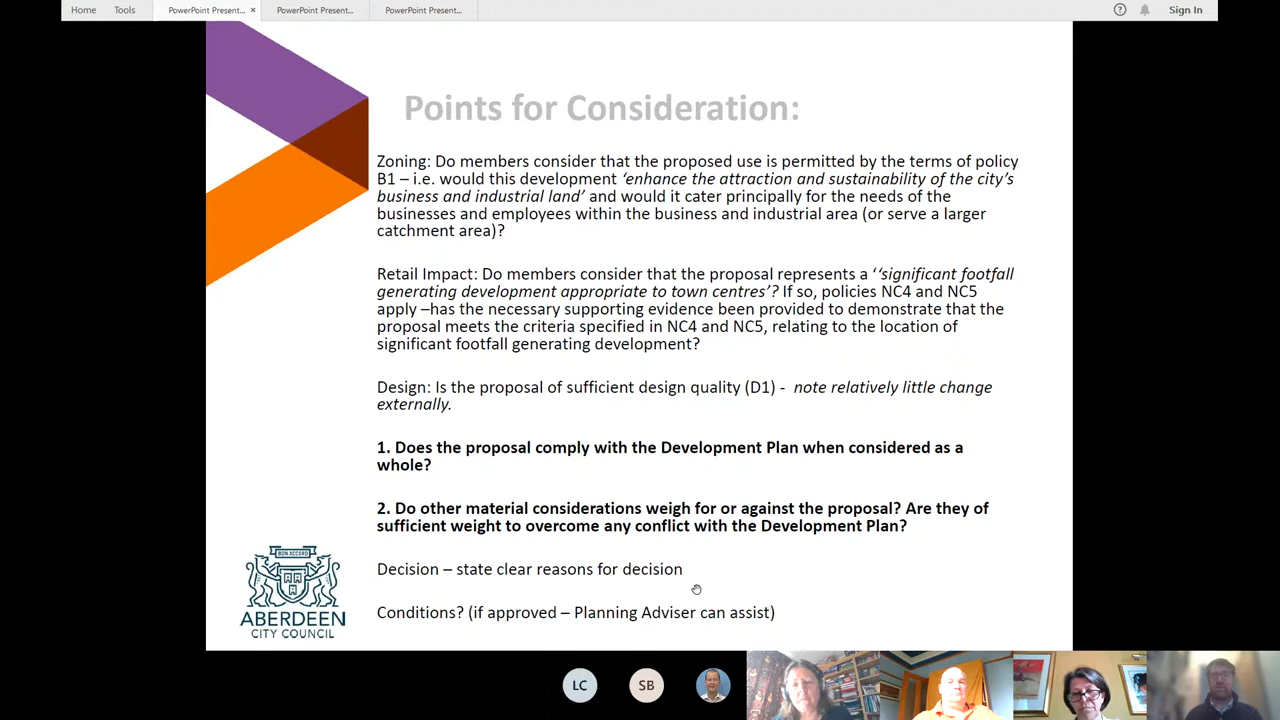 Home Tools PowerPoint Present... × PowerPoint Present... PowerPoint Present... Sign In
Points for Consideration:
Zoning: Do members consider that the proposed use is permitted by the terms of policy
B1 – i.e. would this development ‘enhance the attraction and sustainability of the city’s
business and industrial land’ and would it cater principally for the needs of the
businesses and employees within the business and industrial area (or serve a larger
catchment area)?
Retail Impact: Do members consider that the proposal represents a ‘‘significant footfall
generating development appropriate to town centres’? If so, policies NC4 and NC5
apply –has the necessary supporting evidence been provided to demonstrate that the
proposal meets the criteria specified in NC4 and NC5, relating to the location of
significant footfall generating development?
Design: Is the proposal of sufficient design quality (D1) - note relatively little change
externally.
1. Does the proposal comply with the Development Plan when considered as a
whole?
2. Do other material considerations weigh for or against the proposal? Are they of
sufficient weight to overcome any conflict with the Development Plan?
Decision – state clear reasons for decision
Conditions? (if approved – Planning Adviser can assist)
BON ACCORD
ABERDEEN
CITY COUNCIL
LC SB